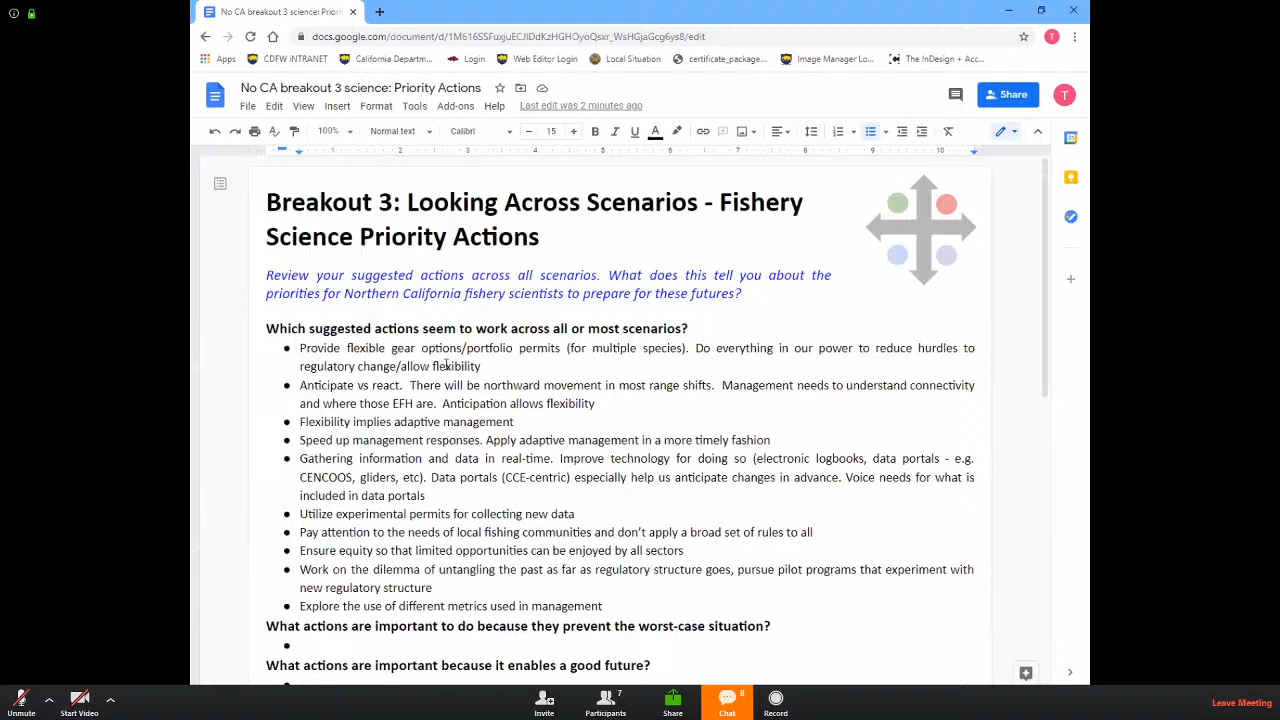 No CA breakout 3 science: Priorit
docs.google.com/document/d/1M616SSFuxjuECJIDdKzHGHOyoQsxr_WsHGjaGcg6ys8/edit
T
Apps CDFW iNTRANET California Departm... Login Web Editor Login Local Situation certificate_package... Image Manager Lo... The InDesign + Acc...
No CA breakout 3 science: Priority Actions
File Edit View Insert Format Tools Add-ons Help Last edit was 2 minutes ago
Share T
100% Normal text Calibri 15 B I U A
1 2 3 4 5 6 7 8 9 10
Breakout 3: Looking Across Scenarios - Fishery
Science Priority Actions
Review your suggested actions across all scenarios. What does this tell you about the
priorities for Northern California fishery scientists to prepare for these futures?
Which suggested actions seem to work across all or most scenarios?
● Provide flexible gear options/portfolio permits (for multiple species). Do everything in our power to reduce hurdles to
regulatory change/allow flexibility
● Anticipate vs react. There will be northward movement in most range shifts. Management needs to understand connectivity
and where those EFH are. Anticipation allows flexibility
● Flexibility implies adaptive management
● Speed up management responses. Apply adaptive management in a more timely fashion
● Gathering information and data in real-time. Improve technology for doing so (electronic logbooks, data portals - e.g.
CENCOOS, gliders, etc). Data portals (CCE-centric) especially help us anticipate changes in advance. Voice needs for what is
included in data portals
● Utilize experimental permits for collecting new data
● Pay attention to the needs of local fishing communities and don't apply a broad set of rules to all
● Ensure equity so that limited opportunities can be enjoyed by all sectors
● Work on the dilemma of untangling the past as far as regulatory structure goes, pursue pilot programs that experiment with
new regulatory structure
● Explore the use of different metrics used in management
What actions are important to do because they prevent the worst-case situation?
●
What actions are important because it enables a good future?
Unmute Start Video Invite Participants 7 Share Chat 8 Record Leave Meeting